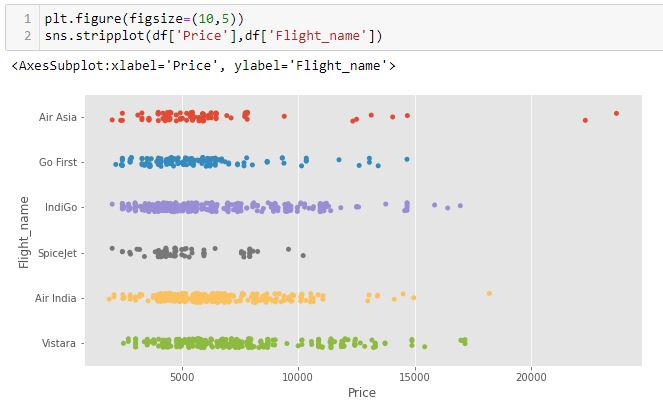 1 plt.figure(figsize=(10,5))
2 sns.stripplot(df['Price'],df['Flight_name'])
<AxesSubplot:xlabel='Price', ylabel='Flight_name'>
Air Asia
Go First
IndiGo
SpiceJet
Air India
Vistara
Flight_name
5000 10000 15000 20000
Price